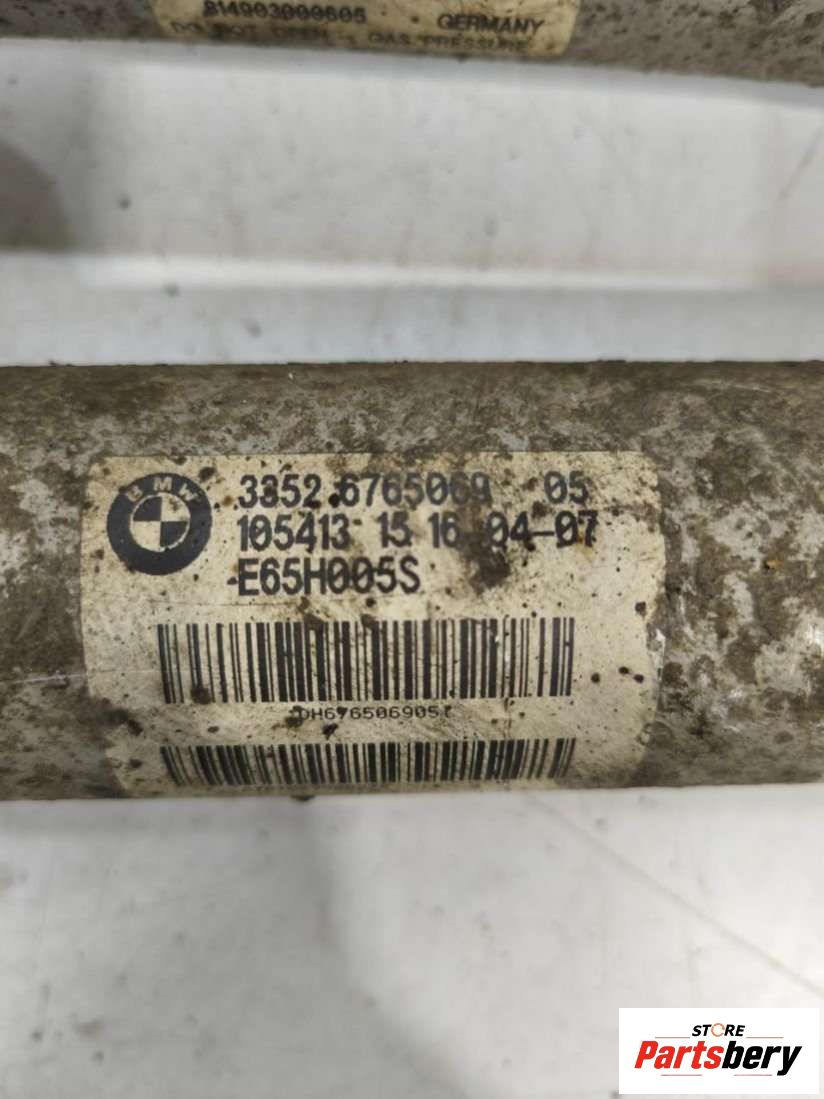 814903000605 GERMANY
DO NOT OPEN - GAS PRESSURE
BMW
3352 6765069 05
105413 15 16 04-07
E65H005S
DH676506905
STORE
Partsbery